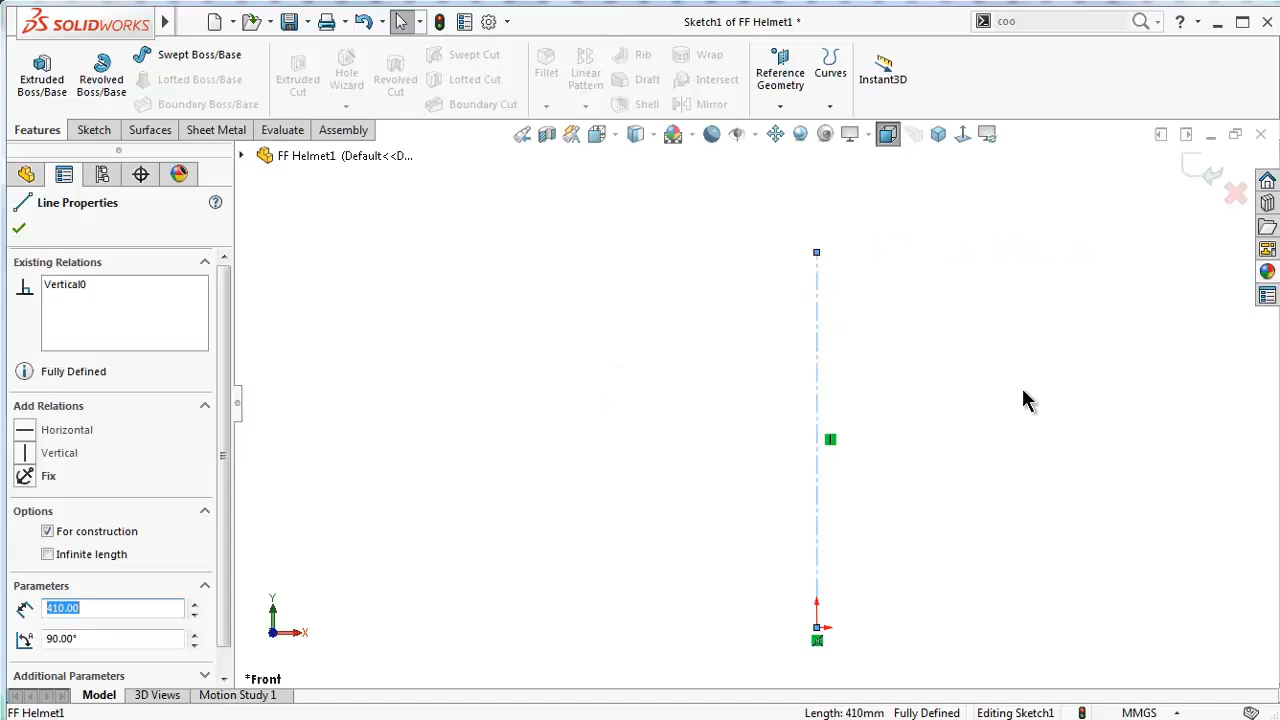 SOLIDWORKS
Sketch1 of FF Helmet1 *
coo
Extruded Boss/Base
Revolved Boss/Base
Swept Boss/Base
Lofted Boss/Base
Boundary Boss/Base
Extruded Cut
Hole Wizard
Revolved Cut
Swept Cut
Lofted Cut
Boundary Cut
Fillet
Linear Pattern
Rib
Draft
Shell
Wrap
Intersect
Mirror
Reference Geometry
Curves
Instant3D
Features Sketch Surfaces Sheet Metal Evaluate Assembly
FF Helmet1 (Default<<D...
Line Properties
Existing Relations
Vertical0
Fully Defined
Add Relations
Horizontal
Vertical
Fix
Options
For construction
Infinite length
Parameters
410.00
90.00°
Additional Parameters
Y
X
*Front
Model 3D Views Motion Study 1
FF Helmet1 Length: 410mm Fully Defined Editing Sketch1 MMGS